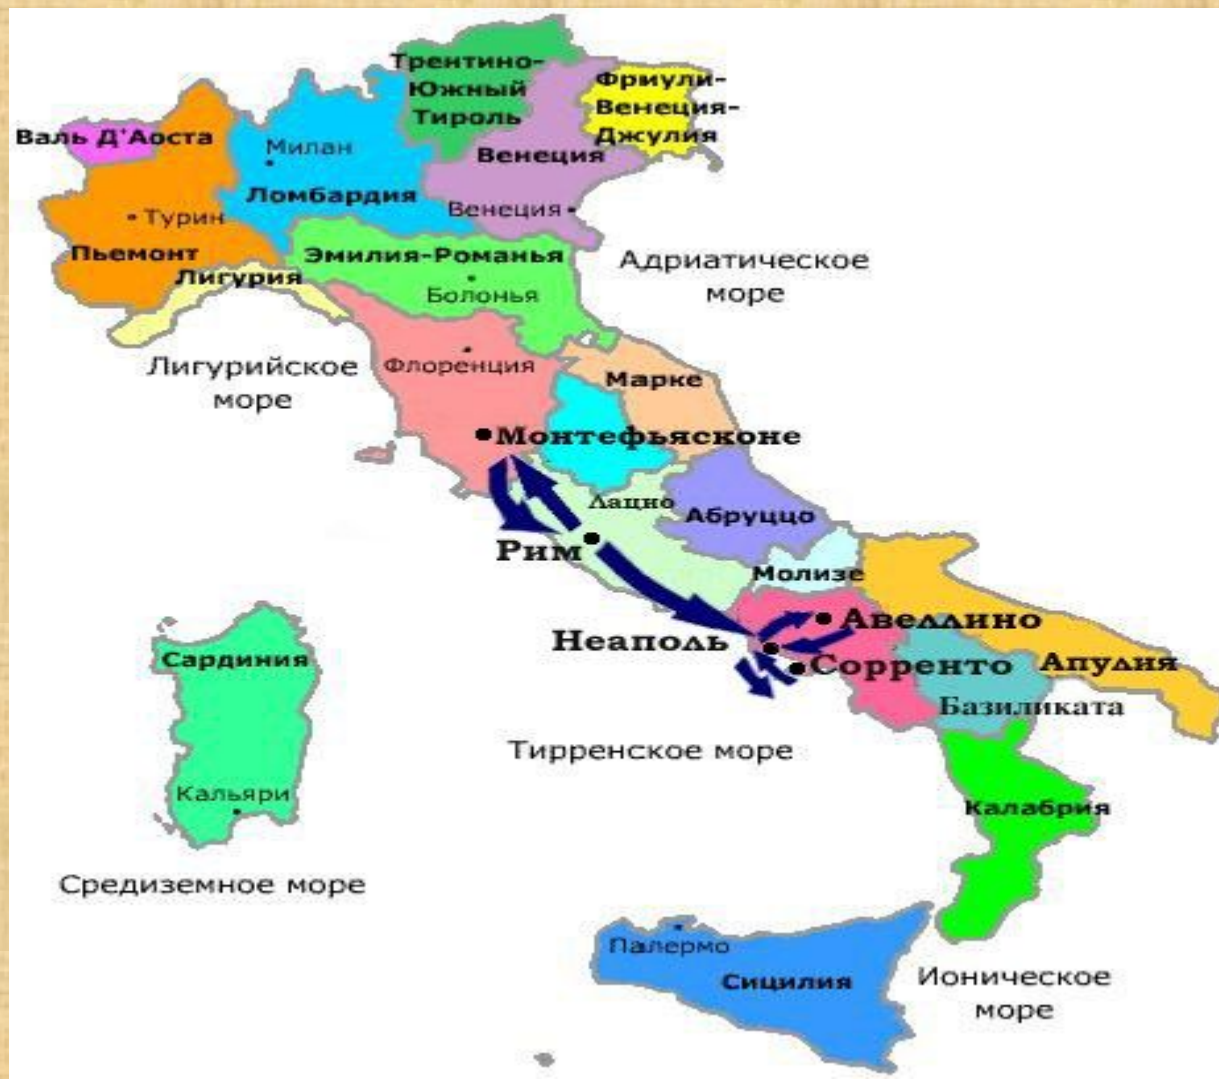 Трентино-
Южный
Тироль
Фриули-
Венеция-
Джулия
Валь Д'Аоста
Милан
Венеция
Ломбардия
Венеция
Турин
Пьемонт
Эмилия-Романья
Лигурия
Болонья
Адриатическое
море
Лигурийское
море
Флоренция
Марке
Монтефьясконе
Лацио
Абруццо
Рим
Молизе
Авеллино
Неаполь
Сорренто
Апулия
Сардиния
Базиликата
Тирренское море
Кальяри
Калабрия
Средиземное море
Палермо
Сицилия
Ионическое
море